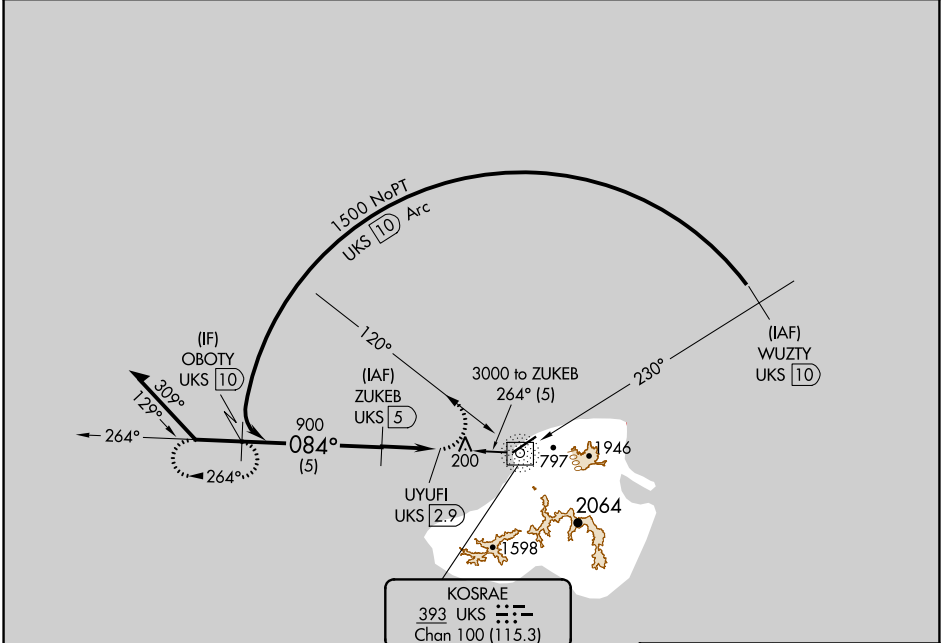 1500 NoPT
UKS 10 Arc
(IF)
OBOTY
UKS 10
120°
(IAF)
WUZTY
UKS 10
230°
3000 to ZUKEB
264° (5)
(IAF)
ZUKEB
UKS 5
309°
129°
264°
900
084°
(5)
264°
200
797
1946
UYUFI
UKS 2.9
2064
1598
KOSRAE
393 UKS
Chan 100 (115.3)